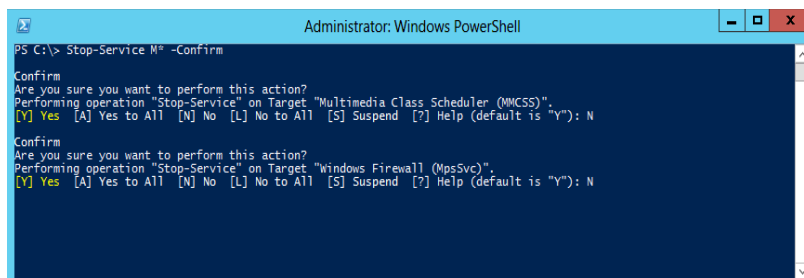 Administrator: Windows PowerShell
PS C:\> Stop-Service M* -Confirm
Confirm
Are you sure you want to perform this action?
Performing operation "Stop-Service" on Target "Multimedia Class Scheduler (MMCSS)".
[Y] Yes  [A] Yes to All  [N] No  [L] No to All  [S] Suspend  [?] Help (default is "Y"): N
Confirm
Are you sure you want to perform this action?
Performing operation "Stop-Service" on Target "Windows Firewall (MpsSvc)".
[Y] Yes  [A] Yes to All  [N] No  [L] No to All  [S] Suspend  [?] Help (default is "Y"): N